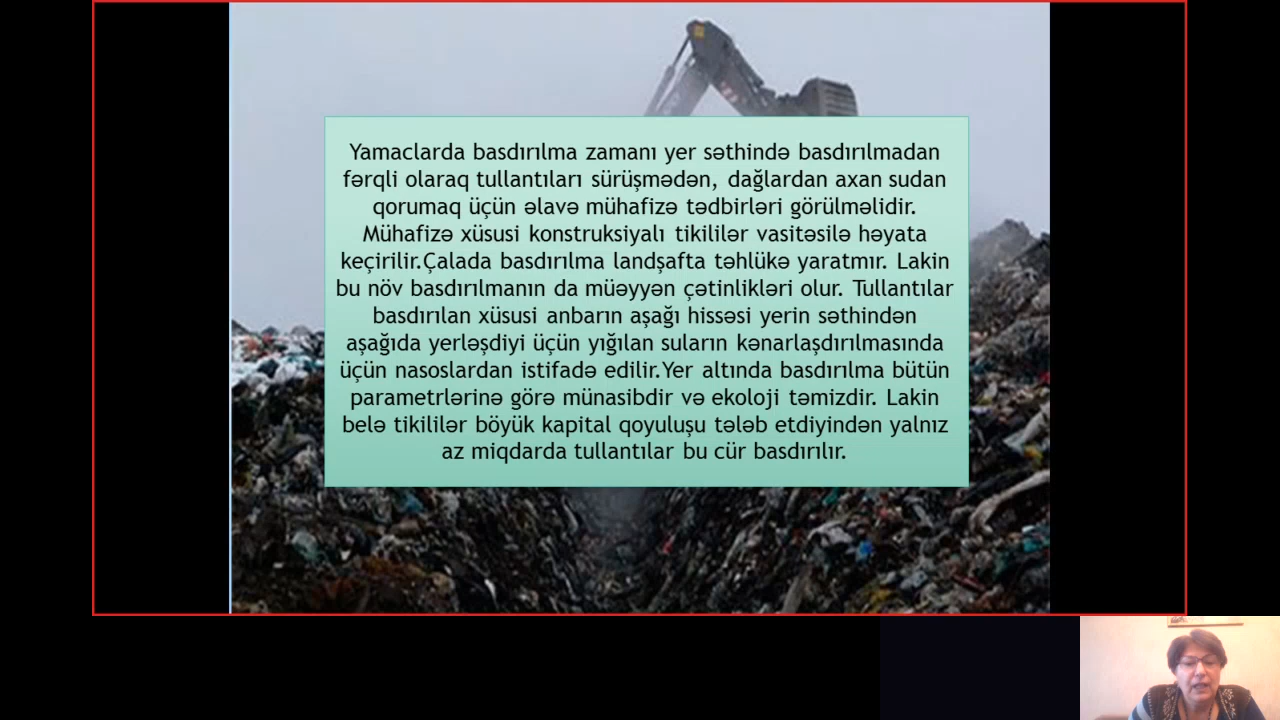 Yamaclarda basdırılma zamanı yer səthində basdırılmadan
fərqli olaraq tullantıları sürüşmədən, dağlardan axan sudan
qorumaq üçün əlavə mühafizə tədbirləri görülməlidir.
Mühafizə xüsusi konstruksiyalı tikililər vasitəsilə həyata
keçirilir.Çalada basdırılma landşafta təhlükə yaratmır. Lakin
bu növ basdırılmanın da müəyyən çətinlikləri olur. Tullantılar
basdırılan xüsusi anbarın aşağı hissəsi yerin səthindən
aşağıda yerləşdiyi üçün yığılan suların kənarlaşdırılmasında
üçün nasoslardan istifadə edilir.Yer altında basdırılma bütün
parametrlərinə görə münasibdir və ekoloji təmizdir. Lakin
belə tikililər böyük kapital qoyuluşu tələb etdiyindən yalnız
az miqdarda tullantılar bu cür basdırılır.